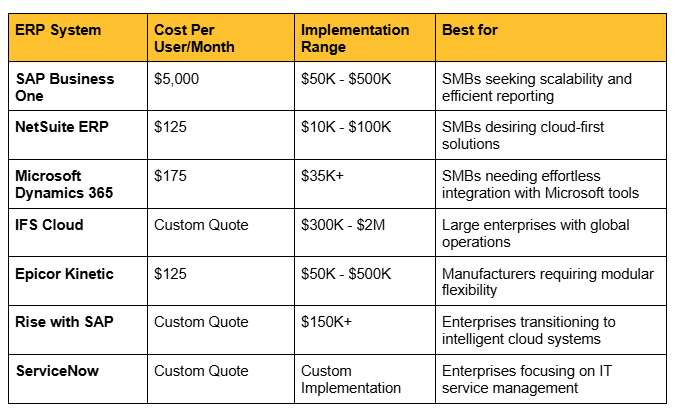 ERP System
Cost Per
User/Month
Implementation
Range
Best for
SAP Business
One
$5,000
$50K - $500K
SMBs seeking scalability and
efficient reporting
NetSuite ERP
$125
$10K - $100K
SMBs desiring cloud-first
solutions
Microsoft
Dynamics 365
$175
$35K+
SMBs needing effortless
integration with Microsoft tools
IFS Cloud
Custom Quote
$300K - $2M
Large enterprises with global
operations
Epicor Kinetic
$125
$50K - $500K
Manufacturers requiring modular
flexibility
Rise with SAP
Custom Quote
$150K+
Enterprises transitioning to
intelligent cloud systems
ServiceNow
Custom Quote
Custom
Implementation
Enterprises focusing on IT
service management